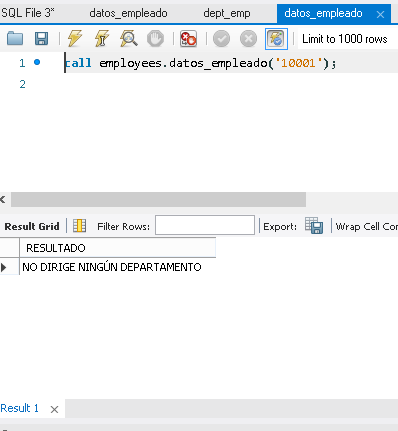 SQL File 3*
datos_empleado
dept_emp
datos_empleado
Limit to 1000 rows
1
call employees.datos_empleado('10001');
2
Result Grid
Filter Rows:
Export:
Wrap Cell Co
RESULTADO
NO DIRIGE NINGÚN DEPARTAMENTO
Result 1